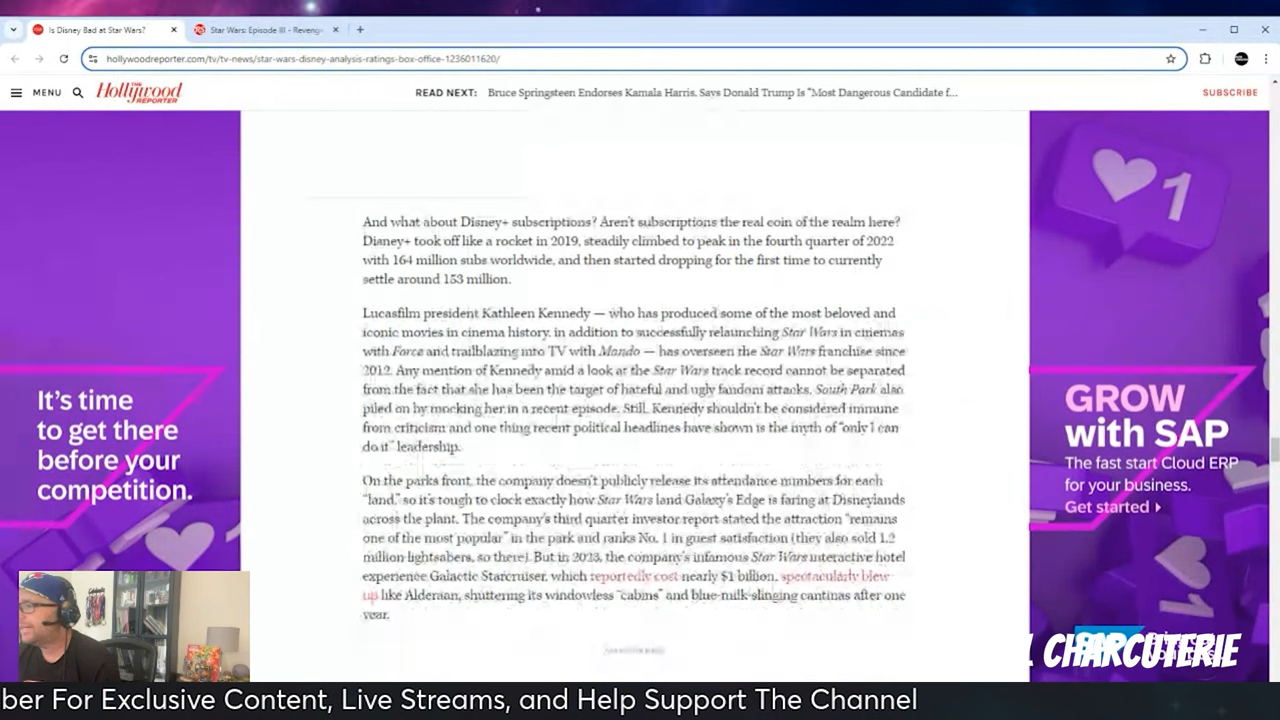 Is Disney Bad at Star Wars?
Star Wars: Episode III - Reveng
hollywoodreporter.com/tv/tv-news/star-wars-disney-analysis-ratings-box-office-1236011620/
MENU
THE Hollywood REPORTER
READ NEXT: Bruce Springsteen Endorses Kamala Harris, Says Donald Trump Is "Most Dangerous Candidate f...
SUBSCRIBE
And what about Disney+ subscriptions? Aren't subscriptions the real coin of the realm here?
Disney+ took off like a rocket in 2019, steadily climbed to peak in the fourth quarter of 2022
with 164 million subs worldwide, and then started dropping for the first time to currently
settle around 153 million.
Lucasfilm president Kathleen Kennedy — who has produced some of the most beloved and
iconic movies in cinema history, in addition to successfully relaunching Star Wars in cinemas
with Force and trailblazing into TV with Mando — has overseen the Star Wars franchise since
2012. Any mention of Kennedy amid a look at the Star Wars track record cannot be separated
from the fact that she has been the target of hateful and ugly fandom attacks. South Park also
piled on by mocking her in a recent episode. Still, Kennedy shouldn't be considered immune
from criticism and one thing recent political headlines have shown is the myth of "only I can
do it" leadership.
On the parks front, the company doesn't publicly release its attendance numbers for each
"land," so it's tough to clock exactly how Star Wars land Galaxy's Edge is faring at Disneylands
across the plant. The company's third quarter investor report stated the attraction "remains
one of the most popular" in the park and ranks No. 1 in guest satisfaction (they also sold 1.2
million lightsabers, so there). But in 2023, the company's infamous Star Wars interactive hotel
experience Galactic Starcruiser, which reportedly cost nearly $1 billion, spectacularly blew
up like Alderaan, shuttering its windowless "cabins" and blue-milk-slinging cantinas after one
year.
It's time
to get there
before your
competition.
1
GROW
with SAP
The fast start Cloud ERP
for your business.
Get started
CHARCUTERIE
ber For Exclusive Content, Live Streams, and Help Support The Channel